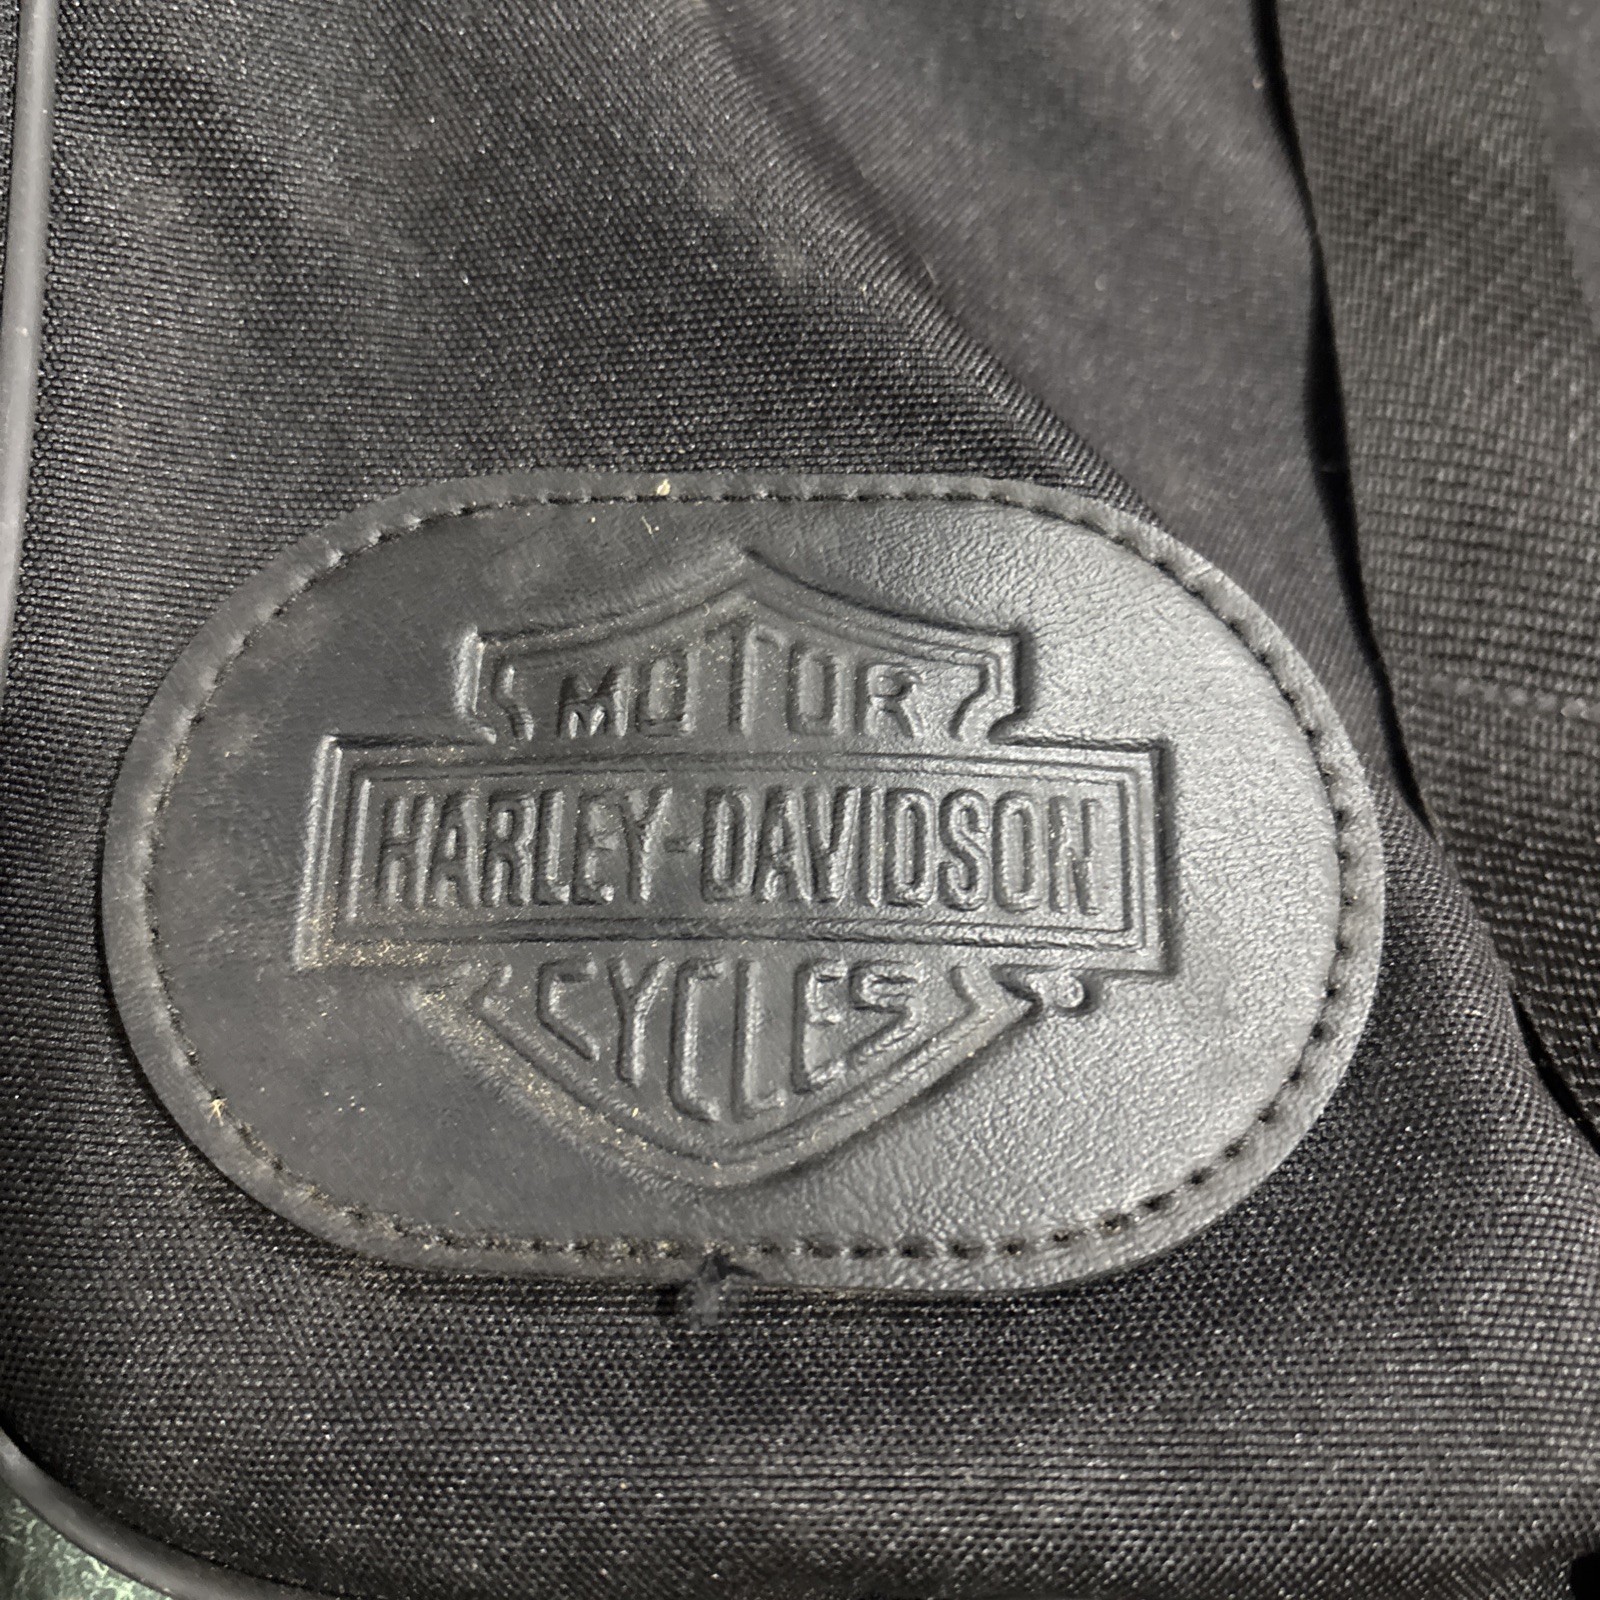 MOTOR
HARLEY-DAVIDSON
CYCLES
®